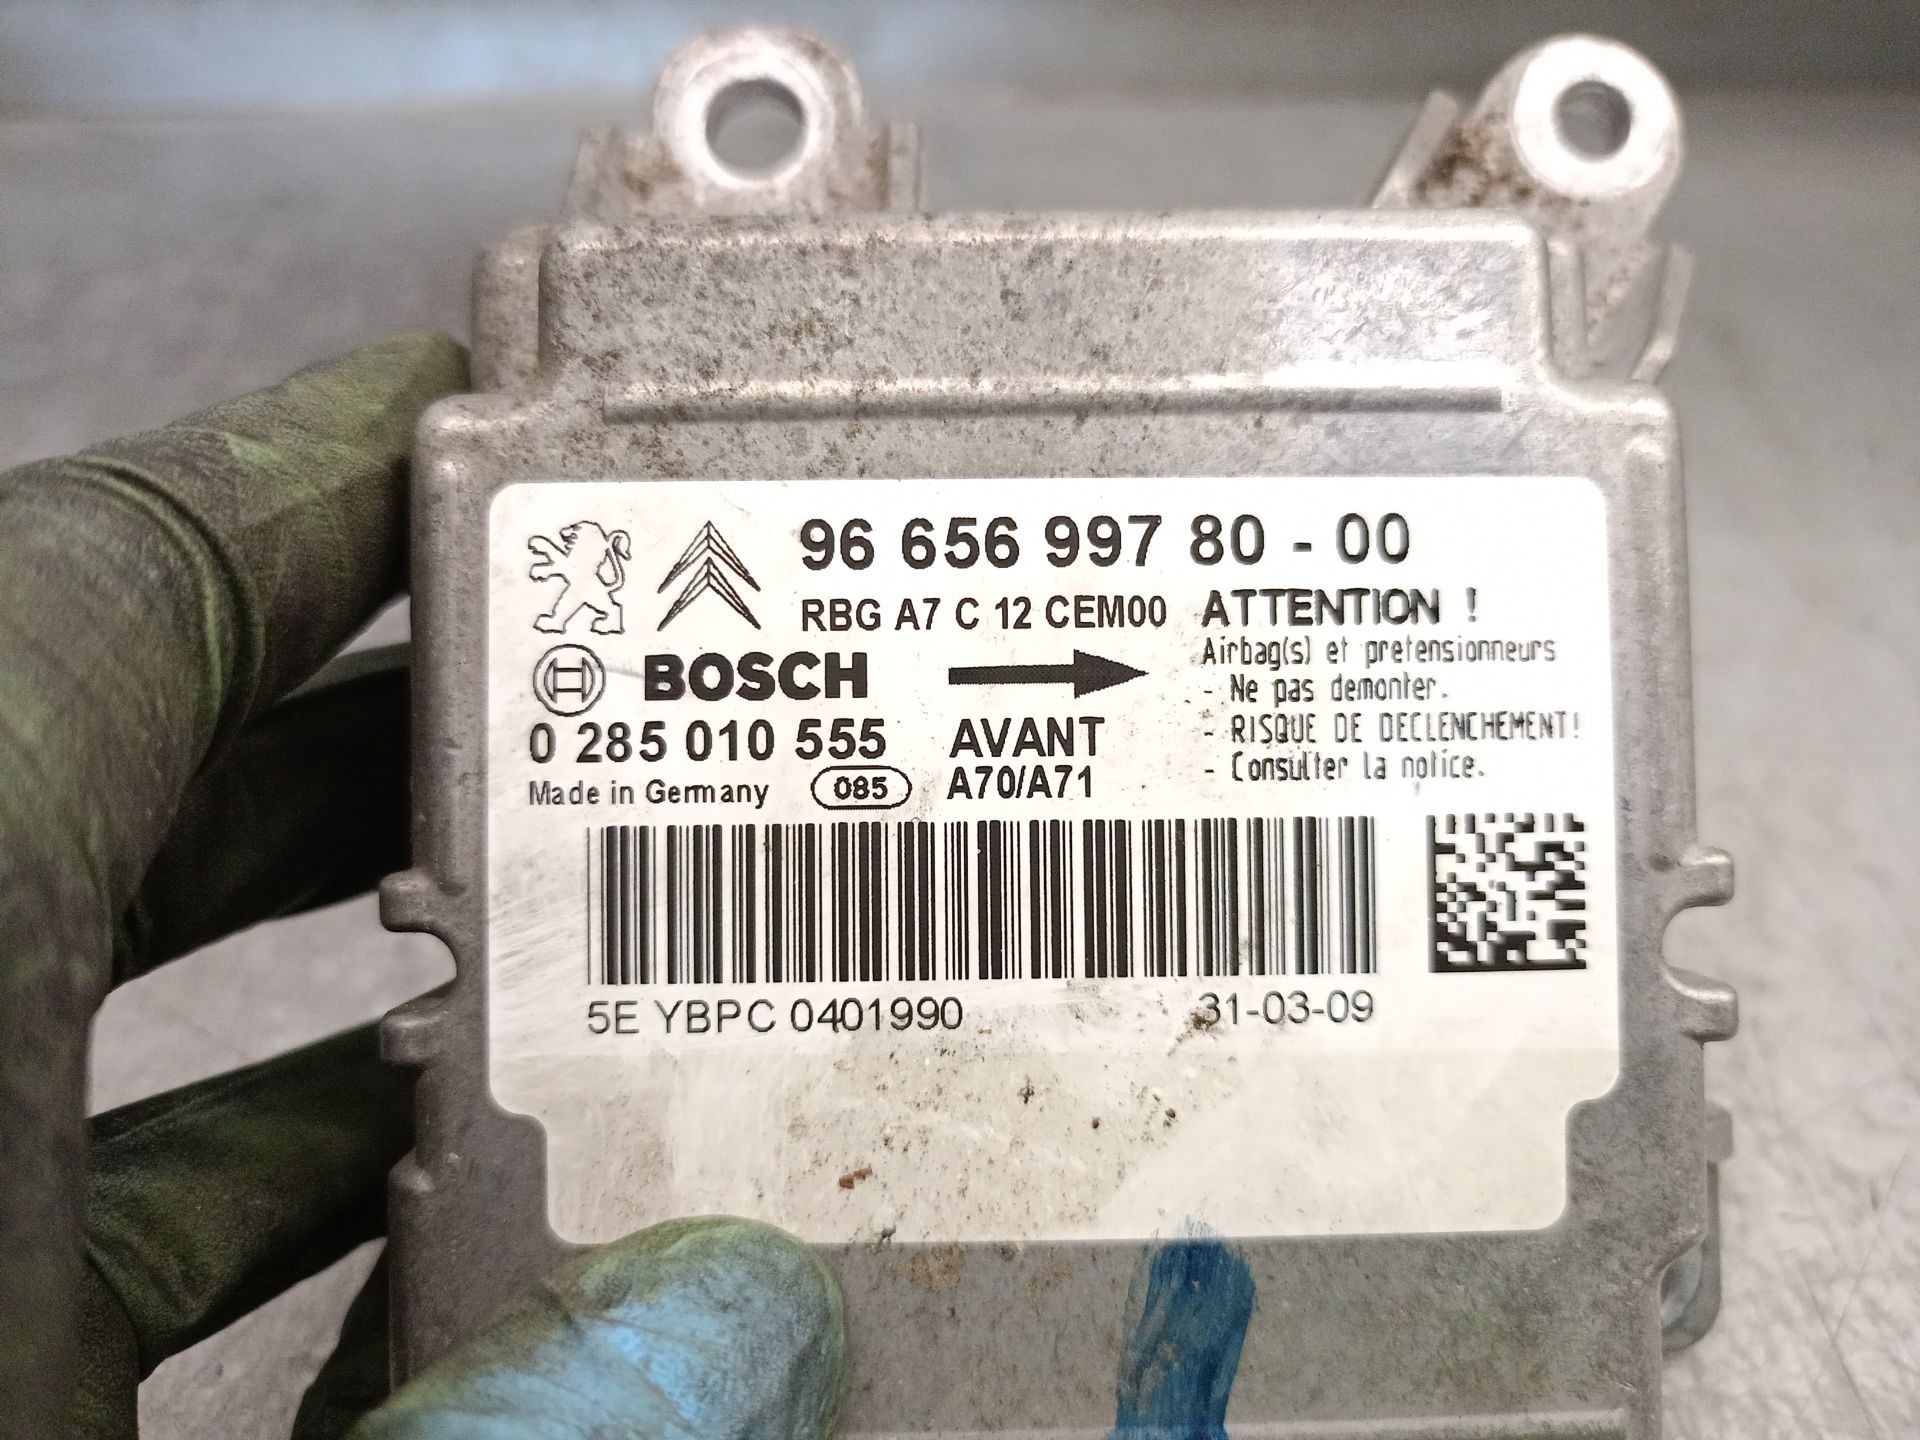 96 656 997 80 - 00
RBG A7 C 12 CEM00
ATTENTION !
Airbag(s) et pretensionneurs
- Ne pas demonter.
- RISQUE DE DECLENCHEMENT!
- Consulter la notice.
BOSCH
0 285 010 555
AVANT
Made in Germany
085
A70/A71
5E YBPC 0401990
31-03-09